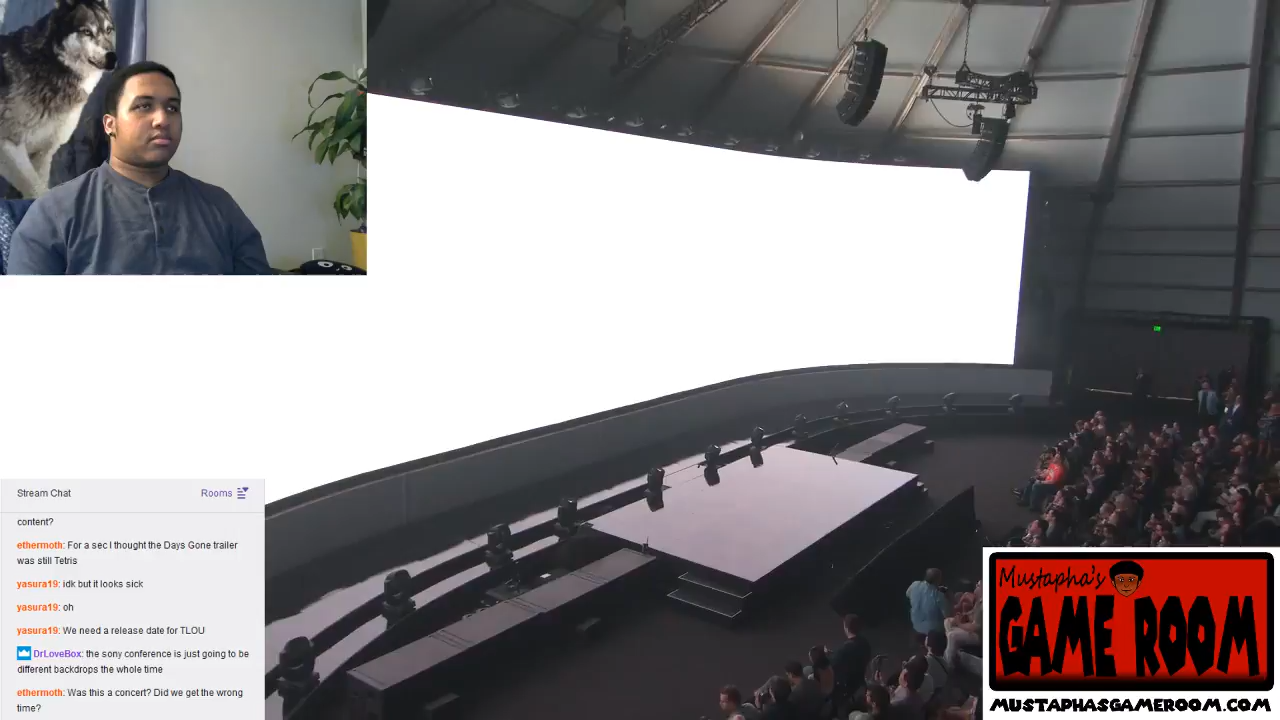 Stream Chat
Rooms
content?
ethermoth: For a sec I thought the Days Gone trailer
was still Tetris
yasura19: idk but it looks sick
yasura19: oh
yasura19: We need a release date for TLOU
DrLoveBox: the sony conference is just going to be
different backdrops the whole time
ethermoth: Was this a concert? Did we get the wrong
time?
Mustapha's
GAME ROOM
MUSTAPHASGAMEROOM.COM